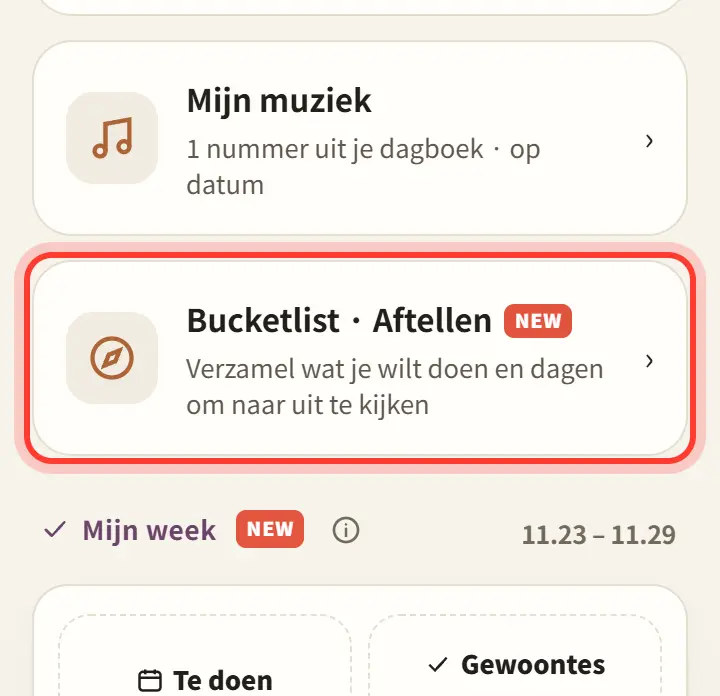 Mijn muziek
1 nummer uit je dagboek · op
datum
Bucketlist · Aftellen NEW
Verzamel wat je wilt doen en dagen
om naar uit te kijken
Mijn week NEW 11.23 – 11.29
Te doen
Gewoontes